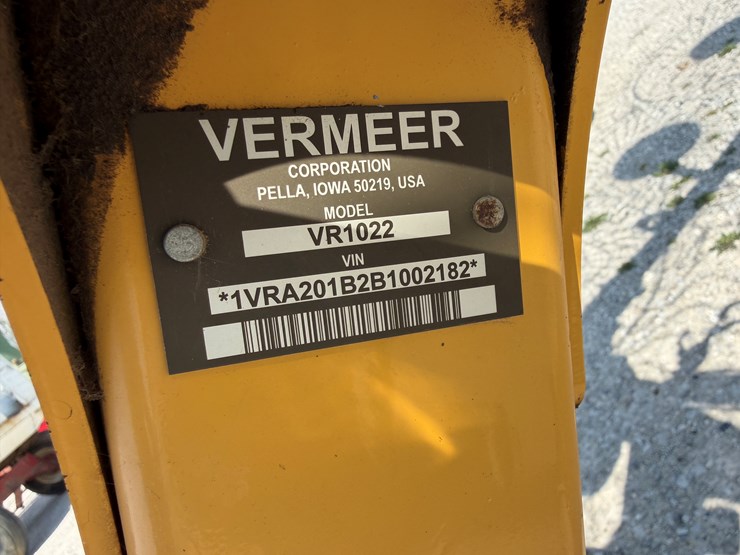 VERMEER
CORPORATION
PELLA, IOWA 50219, USA
MODEL
VR1022
VIN
*1VRA201B2B1002182*